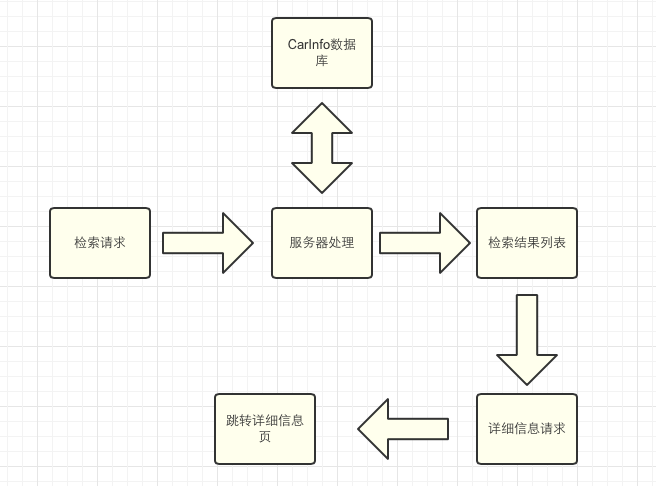 CarInfo数据
库
检索请求
服务器处理
检索结果列表
跳转详细信息
页
详细信息请求